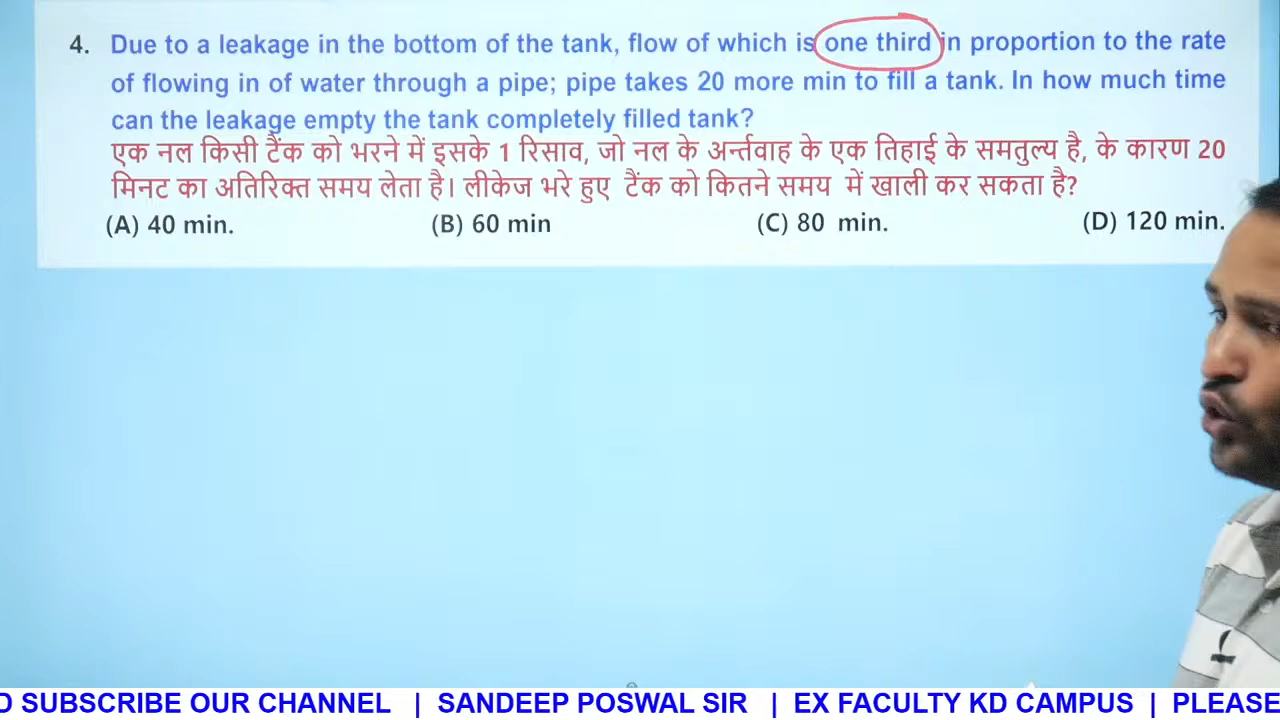 4. Due to a leakage in the bottom of the tank, flow of which is one third in proportion to the rate
of flowing in of water through a pipe; pipe takes 20 more min to fill a tank. In how much time
can the leakage empty the tank completely filled tank?
एक नल किसी टैंक को भरने में इसके 1 रिसाव, जो नल के अर्न्तवाह के एक तिहाई के समतुल्य है, के कारण 20
मिनट का अतिरिक्त समय लेता है। लीकेज भरे हुए टैंक को कितने समय में खाली कर सकता है?
(A) 40 min. (B) 60 min (C) 80 min. (D) 120 min.
D SUBSCRIBE OUR CHANNEL | SANDEEP POSWAL SIR | EX FACULTY KD CAMPUS | PLEASE